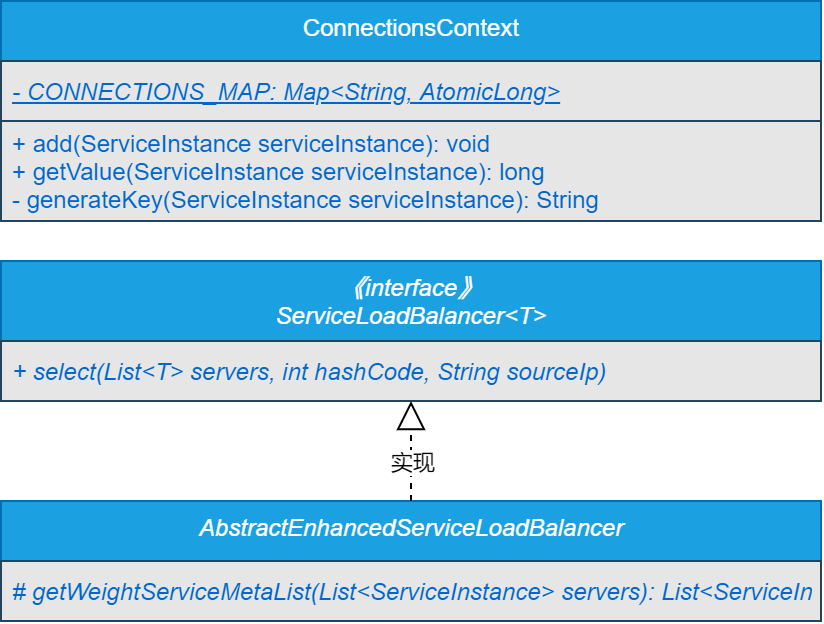 ConnectionsContext
- CONNECTIONS_MAP: Map<String, AtomicLong>
+ add(ServiceInstance serviceInstance): void
+ getValue(ServiceInstance serviceInstance): long
- generateKey(ServiceInstance serviceInstance): String
《interface》
ServiceLoadBalancer<T>
+ select(List<T> servers, int hashCode, String sourceIp)
实现
AbstractEnhancedServiceLoadBalancer
# getWeightServiceMetaList(List<ServiceInstance> servers): List<ServiceIn